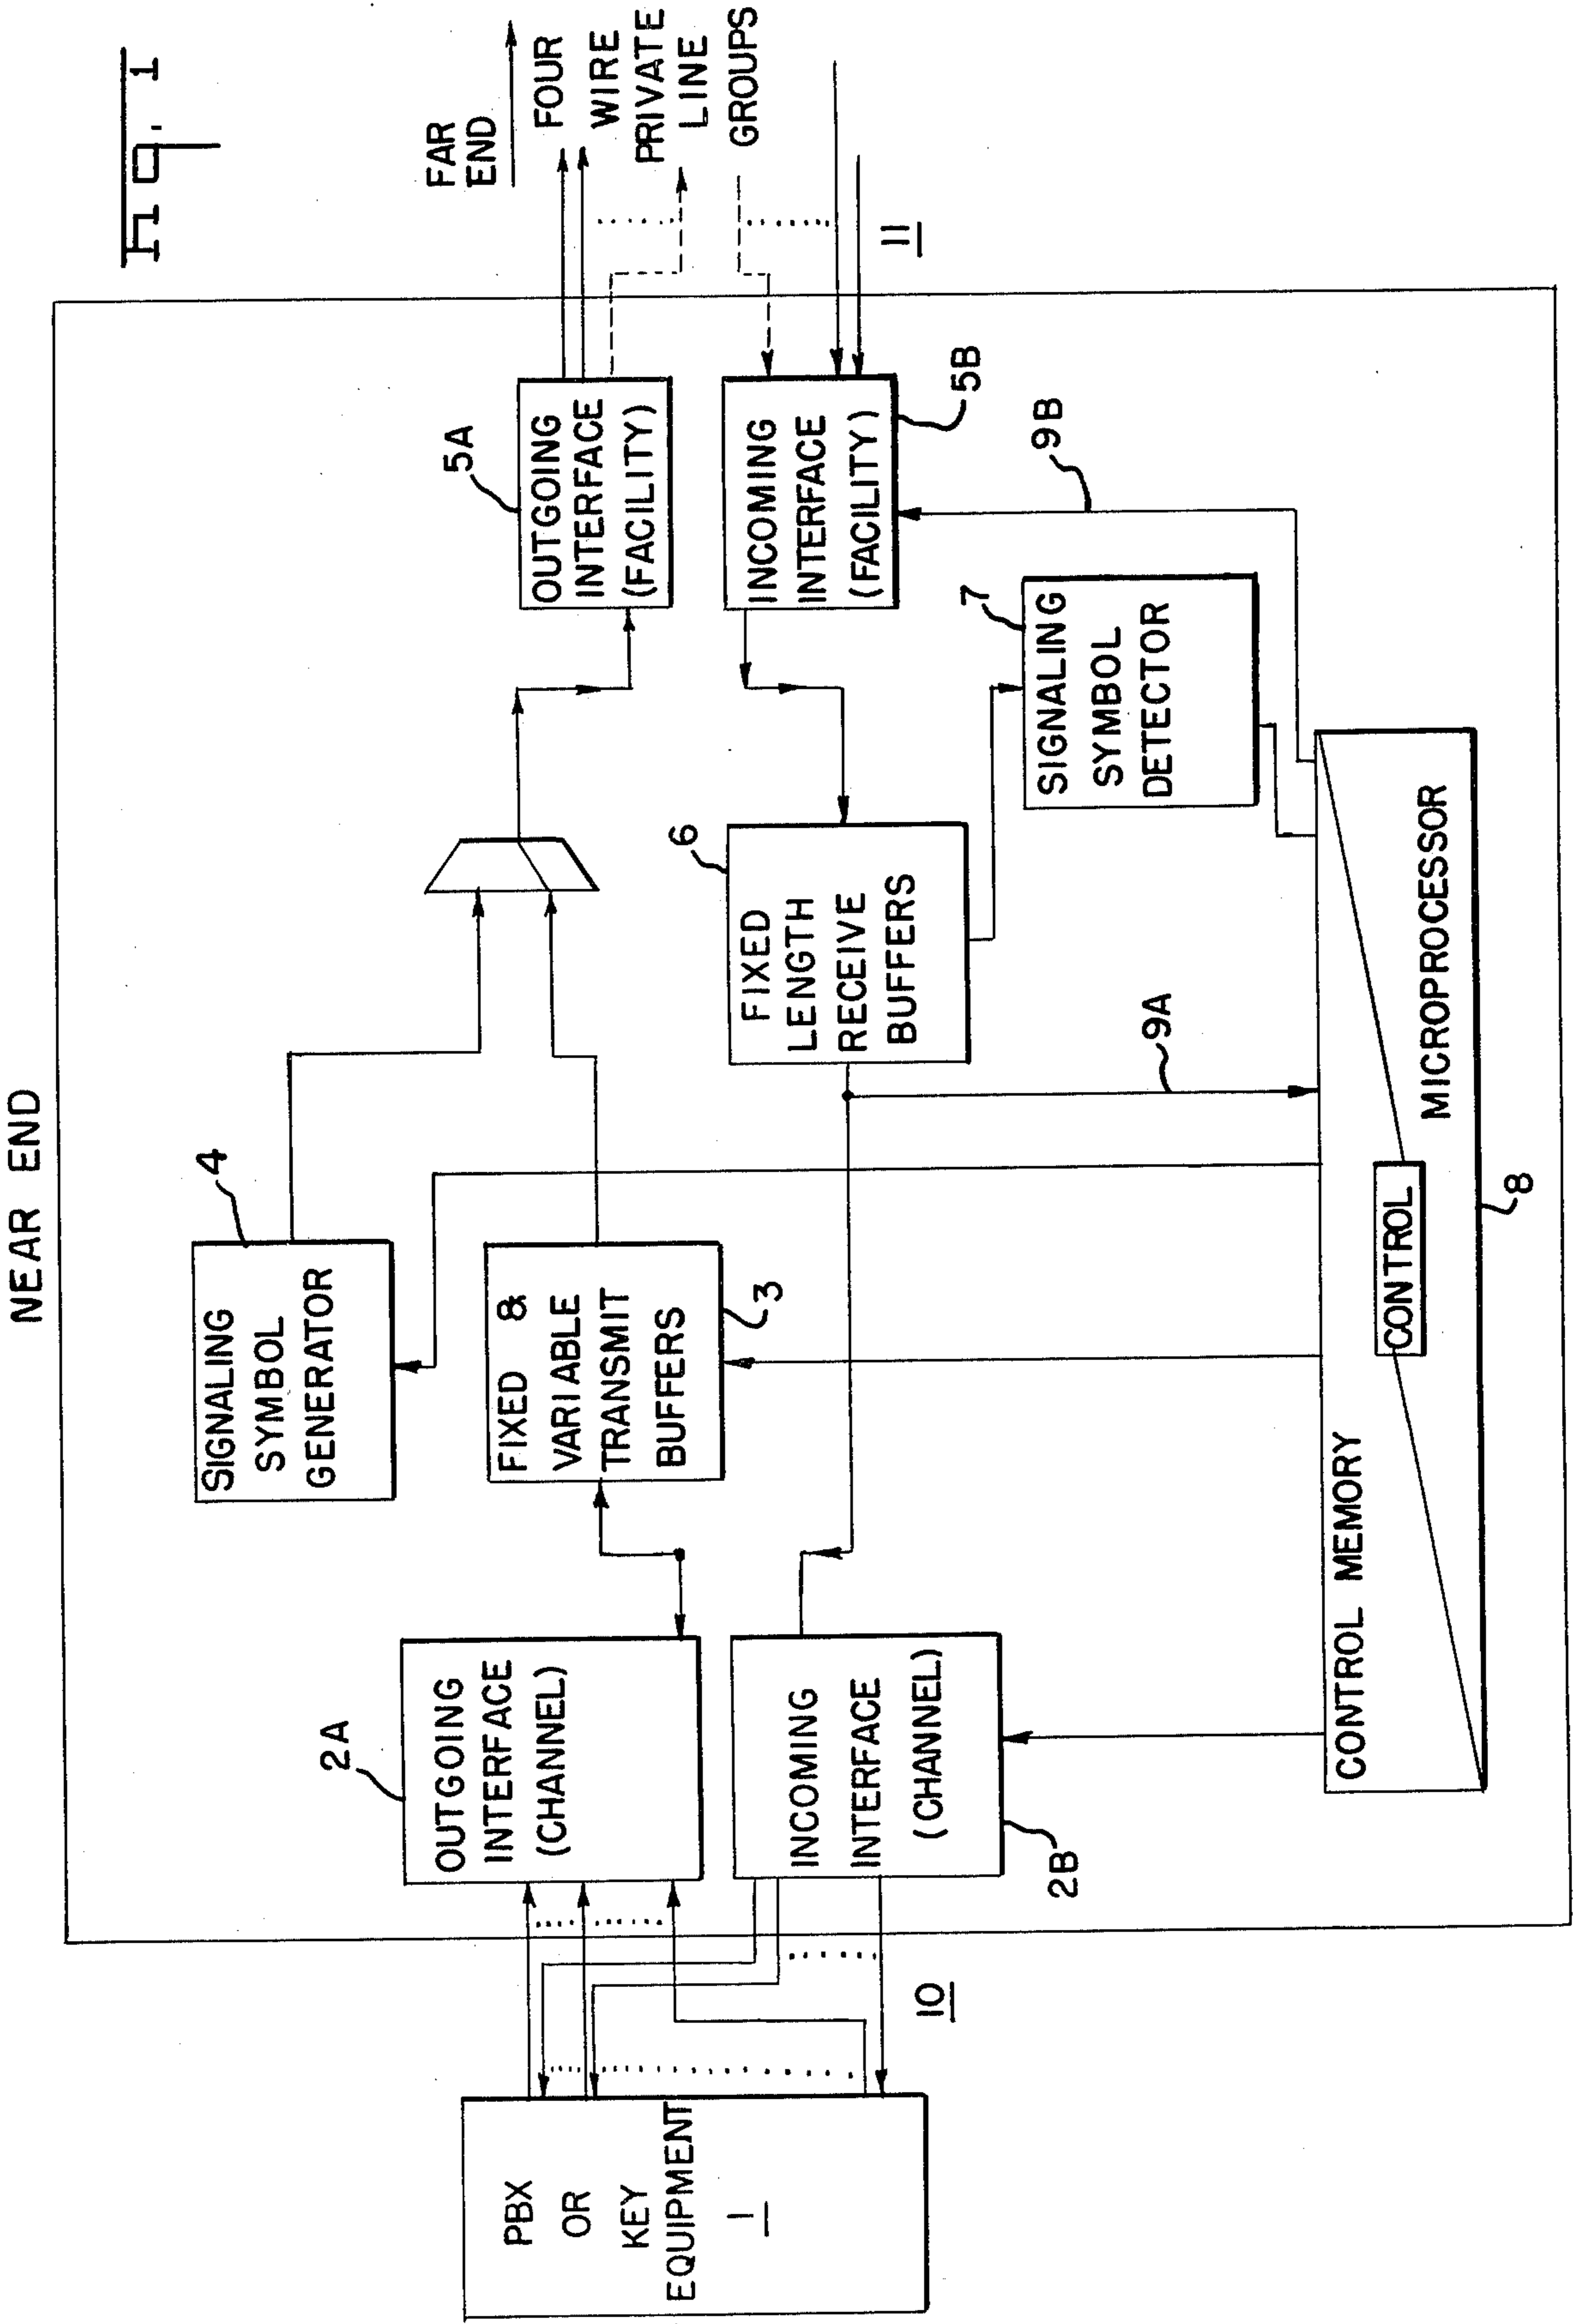 Fig. 1
NEAR END
FAR
END
FOUR
WIRE
PRIVATE
LINE
GROUPS
11
SIGNALING
SYMBOL
GENERATOR
4
5A
OUTGOING
INTERFACE
(FACILITY)
2A
OUTGOING
INTERFACE
(CHANNEL)
FIXED &
VARIABLE
TRANSMIT
BUFFERS
3
PBX
OR
KEY
EQUIPMENT
1
10
INCOMING
INTERFACE
(CHANNEL)
2B
6
FIXED
LENGTH
RECEIVE
BUFFERS
INCOMING
INTERFACE
(FACILITY)
5B
7
SIGNALING
SYMBOL
DETECTOR
9A
9B
CONTROL MEMORY
CONTROL
MICROPROCESSOR
8